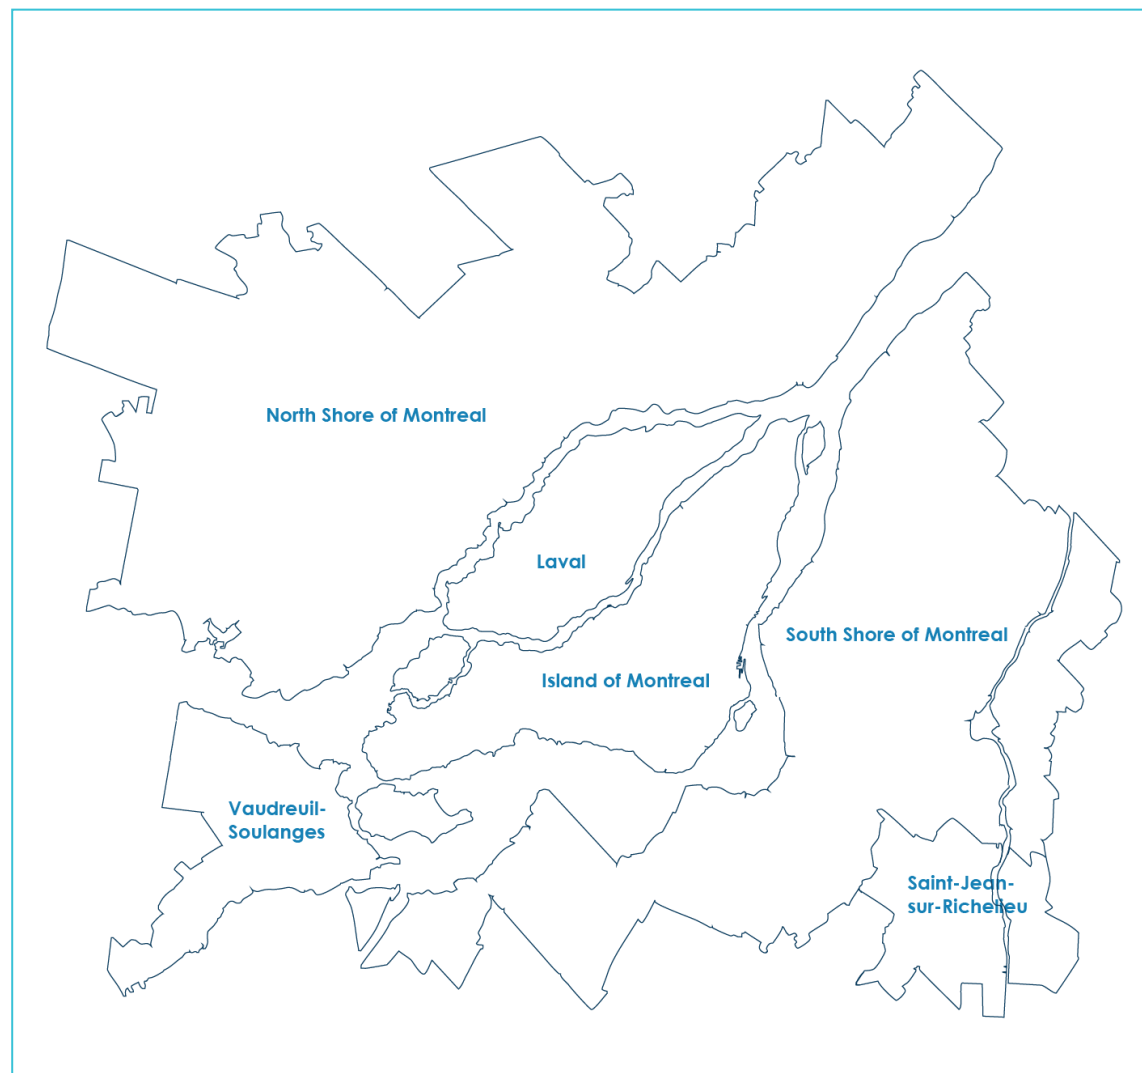 North Shore of Montreal
Laval
South Shore of Montreal
Island of Montreal
Vaudreuil-
Soulanges
Saint-Jean-
sur-Richelieu